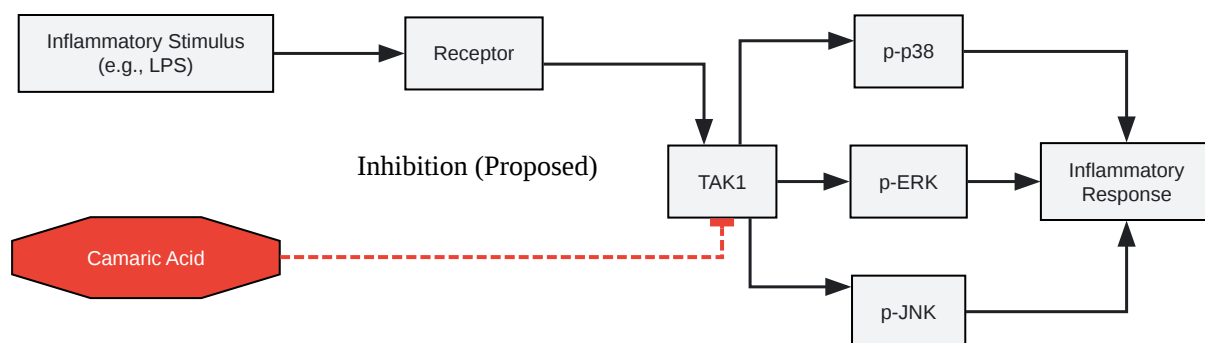 Inflammatory Stimulus
(e.g., LPS)
Receptor
p-p38
Inhibition (Proposed)
TAK1
p-ERK
Inflammatory
Response
Camaric Acid
p-JNK